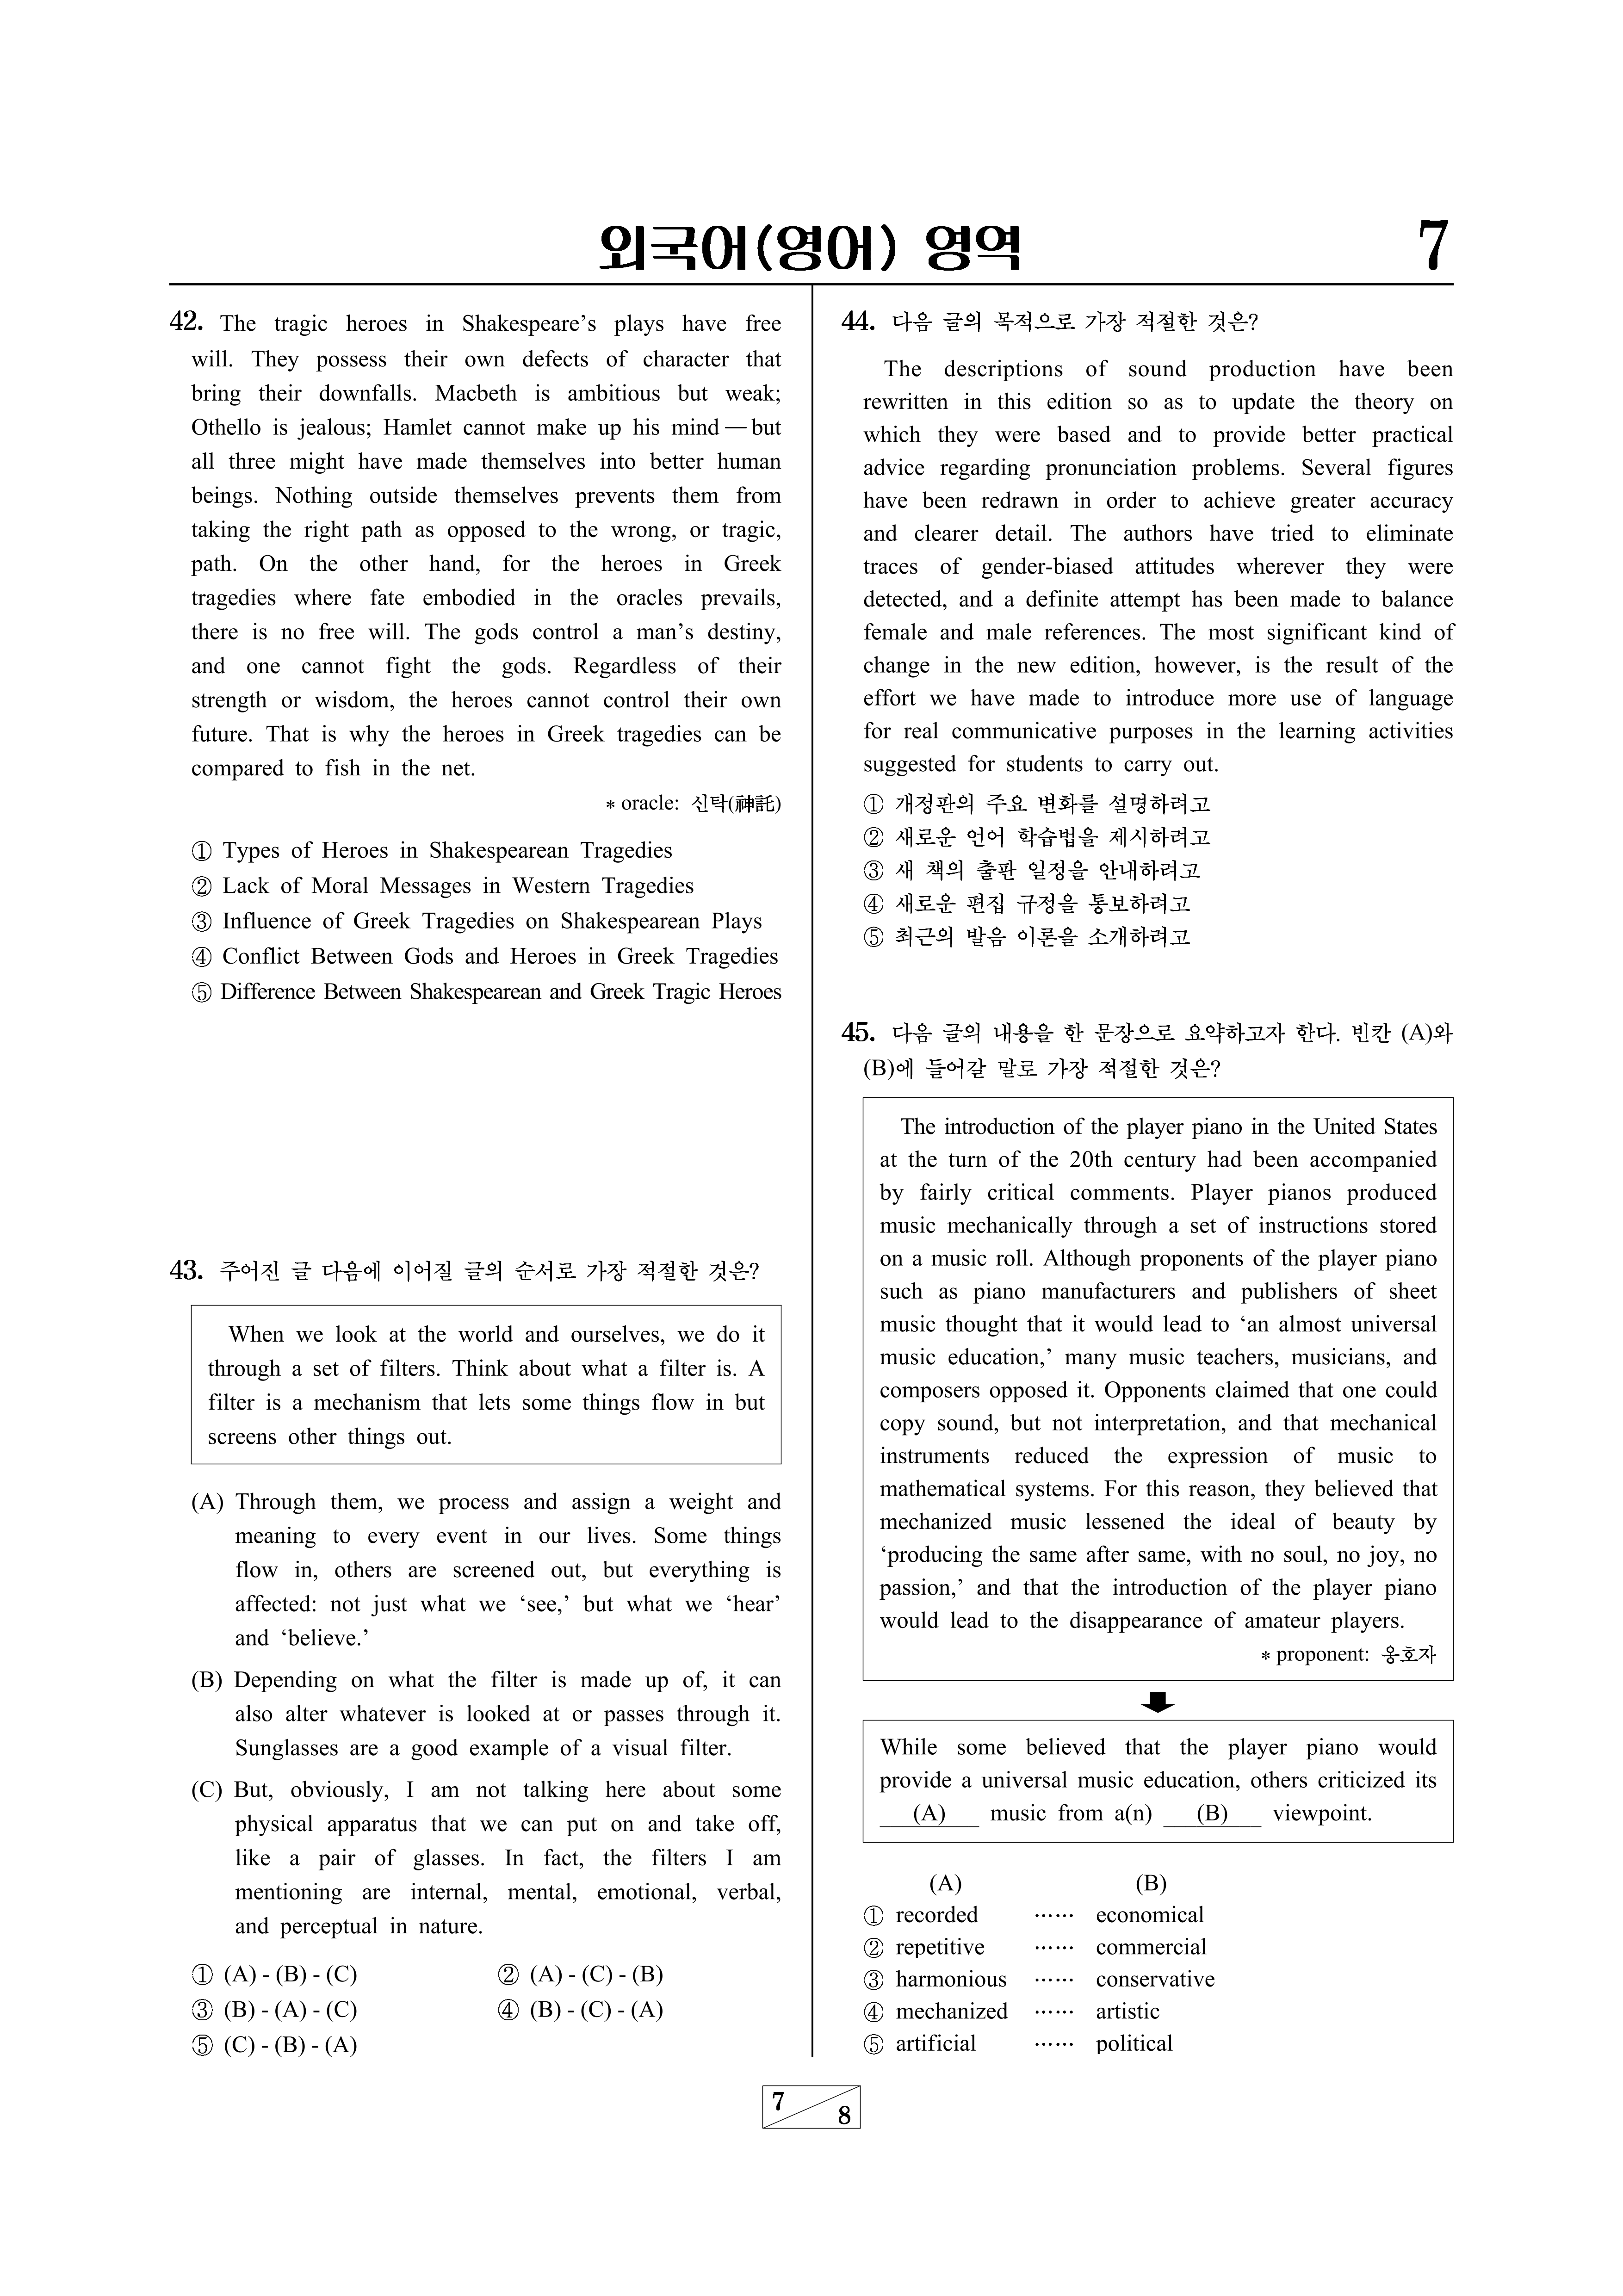 외국어(영어) 영역
7
42. The tragic heroes in Shakespeare’s plays have free
will. They possess their own defects of character that
bring their downfalls. Macbeth is ambitious but weak;
Othello is jealous; Hamlet cannot make up his mind — but
all three might have made themselves into better human
beings. Nothing outside themselves prevents them from
taking the right path as opposed to the wrong, or tragic,
path. On the other hand, for the heroes in Greek
tragedies where fate embodied in the oracles prevails,
there is no free will. The gods control a man’s destiny,
and one cannot fight the gods. Regardless of their
strength or wisdom, the heroes cannot control their own
future. That is why the heroes in Greek tragedies can be
compared to fish in the net.
* oracle: 신탁(神託)
① Types of Heroes in Shakespearean Tragedies
② Lack of Moral Messages in Western Tragedies
③ Influence of Greek Tragedies on Shakespearean Plays
④ Conflict Between Gods and Heroes in Greek Tragedies
⑤ Difference Between Shakespearean and Greek Tragic Heroes
43. 주어진 글 다음에 이어질 글의 순서로 가장 적절한 것은?
When we look at the world and ourselves, we do it
through a set of filters. Think about what a filter is. A
filter is a mechanism that lets some things flow in but
screens other things out.
(A) Through them, we process and assign a weight and
meaning to every event in our lives. Some things
flow in, others are screened out, but everything is
affected: not just what we ‘see,’ but what we ‘hear’
and ‘believe.’
(B) Depending on what the filter is made up of, it can
also alter whatever is looked at or passes through it.
Sunglasses are a good example of a visual filter.
(C) But, obviously, I am not talking here about some
physical apparatus that we can put on and take off,
like a pair of glasses. In fact, the filters I am
mentioning are internal, mental, emotional, verbal,
and perceptual in nature.
① (A) - (B) - (C) ② (A) - (C) - (B)
③ (B) - (A) - (C) ④ (B) - (C) - (A)
⑤ (C) - (B) - (A)
44. 다음 글의 목적으로 가장 적절한 것은?
The descriptions of sound production have been
rewritten in this edition so as to update the theory on
which they were based and to provide better practical
advice regarding pronunciation problems. Several figures
have been redrawn in order to achieve greater accuracy
and clearer detail. The authors have tried to eliminate
traces of gender-biased attitudes wherever they were
detected, and a definite attempt has been made to balance
female and male references. The most significant kind of
change in the new edition, however, is the result of the
effort we have made to introduce more use of language
for real communicative purposes in the learning activities
suggested for students to carry out.
① 개정판의 주요 변화를 설명하려고
② 새로운 언어 학습법을 제시하려고
③ 새 책의 출판 일정을 안내하려고
④ 새로운 편집 규정을 통보하려고
⑤ 최근의 발음 이론을 소개하려고
45. 다음 글의 내용을 한 문장으로 요약하고자 한다. 빈칸 (A)와
(B)에 들어갈 말로 가장 적절한 것은?
The introduction of the player piano in the United States
at the turn of the 20th century had been accompanied
by fairly critical comments. Player pianos produced
music mechanically through a set of instructions stored
on a music roll. Although proponents of the player piano
such as piano manufacturers and publishers of sheet
music thought that it would lead to ‘an almost universal
music education,’ many music teachers, musicians, and
composers opposed it. Opponents claimed that one could
copy sound, but not interpretation, and that mechanical
instruments reduced the expression of music to
mathematical systems. For this reason, they believed that
mechanized music lessened the ideal of beauty by
‘producing the same after same, with no soul, no joy, no
passion,’ and that the introduction of the player piano
would lead to the disappearance of amateur players.
* proponent: 옹호자
While some believed that the player piano would
provide a universal music education, others criticized its
(A) music from a(n) (B) viewpoint.
(A) (B)
① recorded ⋯⋯ economical
② repetitive ⋯⋯ commercial
③ harmonious ⋯⋯ conservative
④ mechanized ⋯⋯ artistic
⑤ artificial ⋯⋯ political
7
8